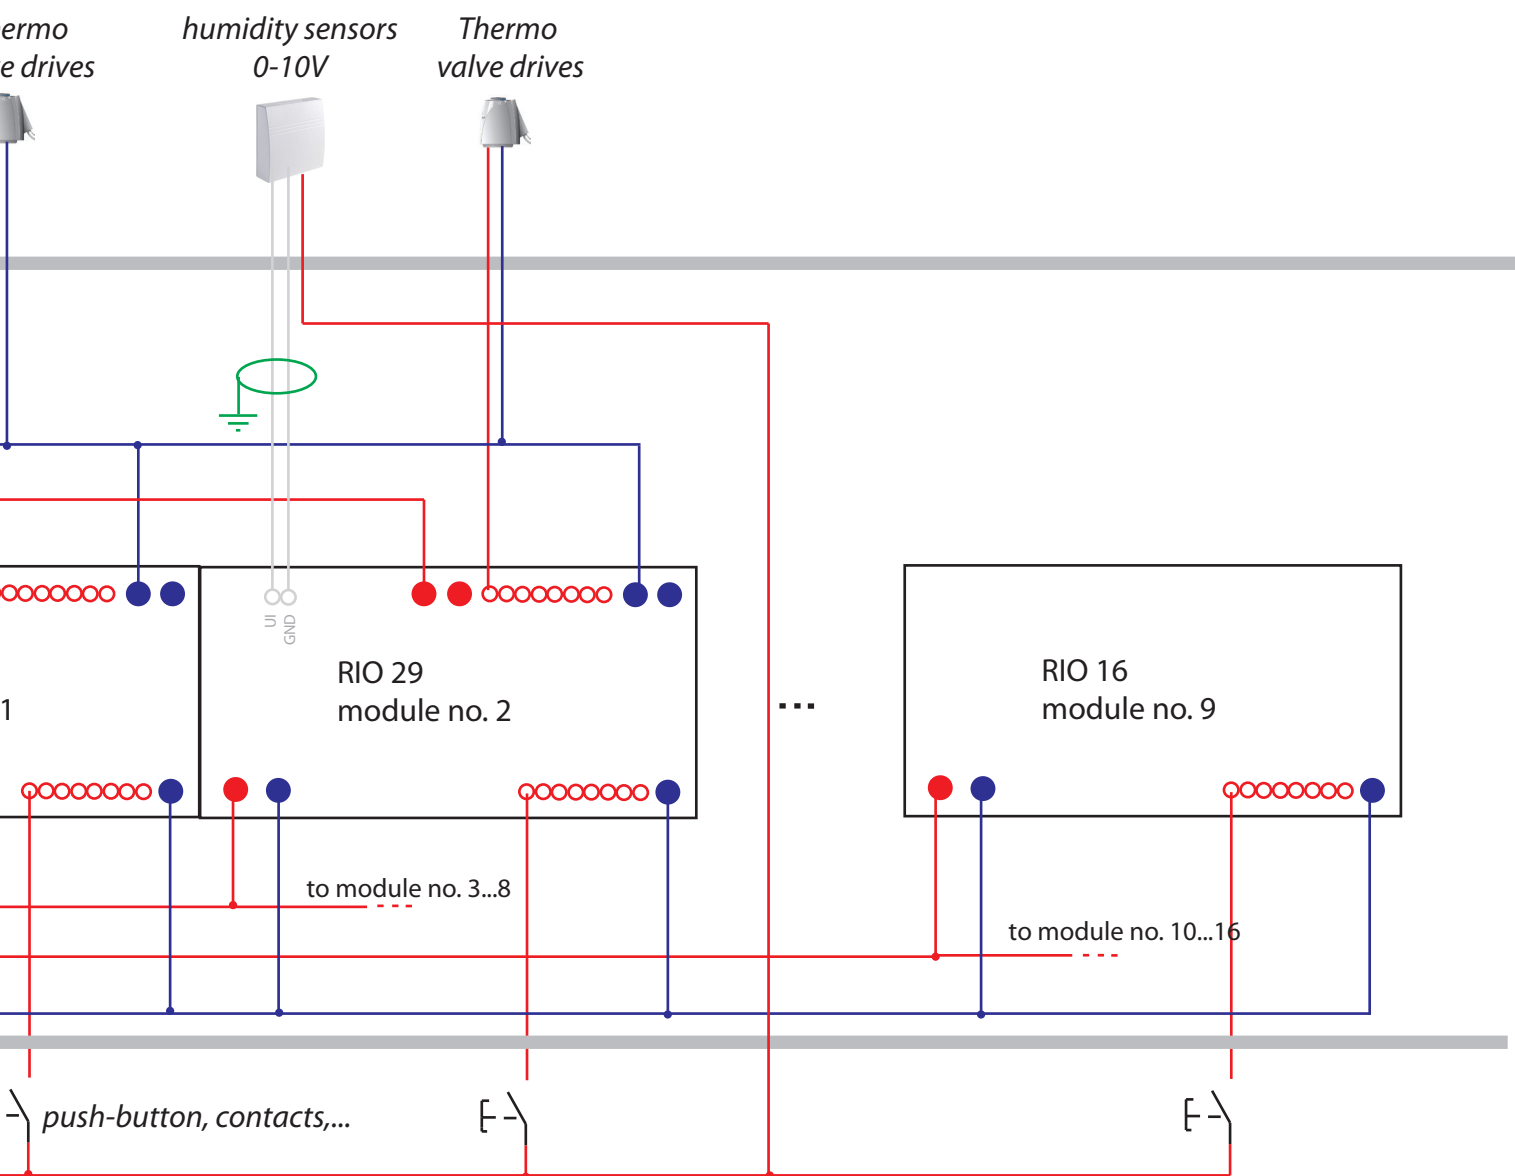 ermo
e drives
humidity sensors
0-10V
Thermo
valve drives
UI
GND
1
RIO 29
module no. 2
...
RIO 16
module no. 9
to module no. 3...8
to module no. 10...16
push-button, contacts,...